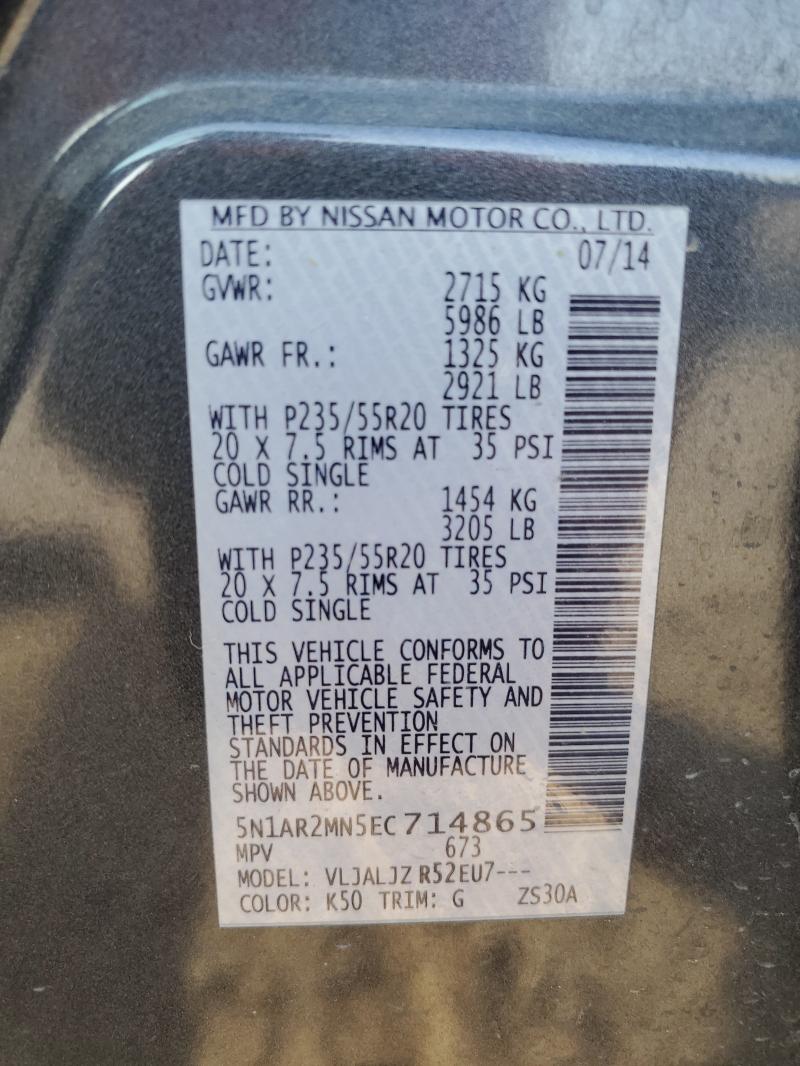 MFD BY NISSAN MOTOR CO., LTD.
DATE: 07/14
GVWR: 2715 KG
5986 LB
GAWR FR.: 1325 KG
2921 LB
WITH P235/55R20 TIRES
20 X 7.5 RIMS AT 35 PSI
COLD SINGLE
GAWR RR.: 1454 KG
3205 LB
WITH P235/55R20 TIRES
20 X 7.5 RIMS AT 35 PSI
COLD SINGLE
THIS VEHICLE CONFORMS TO
ALL APPLICABLE FEDERAL
MOTOR VEHICLE SAFETY AND
THEFT PREVENTION
STANDARDS IN EFFECT ON
THE DATE OF MANUFACTURE
SHOWN ABOVE.
5N1AR2MN5EC714865
MPV 673
MODEL: VLJALJZ R52EU7---
COLOR: K50 TRIM: G ZS30A